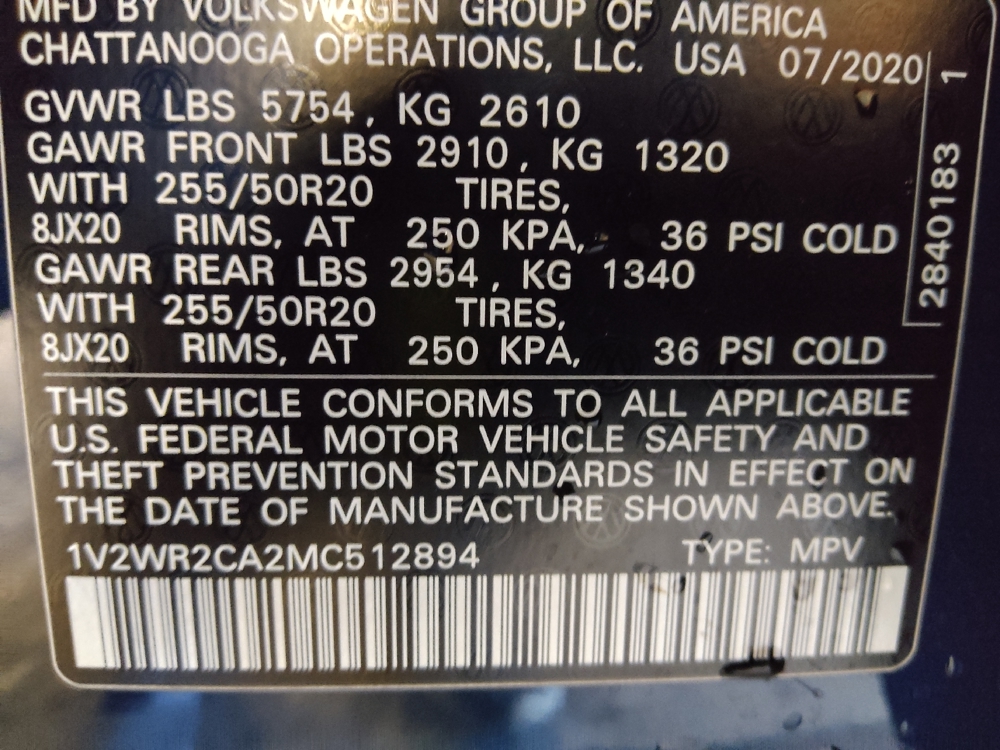 MFD BY VOLKSWAGEN GROUP OF AMERICA
CHATTANOOGA OPERATIONS, LLC. USA 07/2020
GVWR LBS 5754, KG 2610
GAWR FRONT LBS 2910, KG 1320
WITH 255/50R20 TIRES,
8JX20 RIMS, AT 250 KPA, 36 PSI COLD
GAWR REAR LBS 2954, KG 1340
WITH 255/50R20 TIRES,
8JX20 RIMS, AT 250 KPA, 36 PSI COLD
2840183 1
THIS VEHICLE CONFORMS TO ALL APPLICABLE
U.S. FEDERAL MOTOR VEHICLE SAFETY AND
THEFT PREVENTION STANDARDS IN EFFECT ON
THE DATE OF MANUFACTURE SHOWN ABOVE.
1V2WR2CA2MC512894 TYPE: MPV